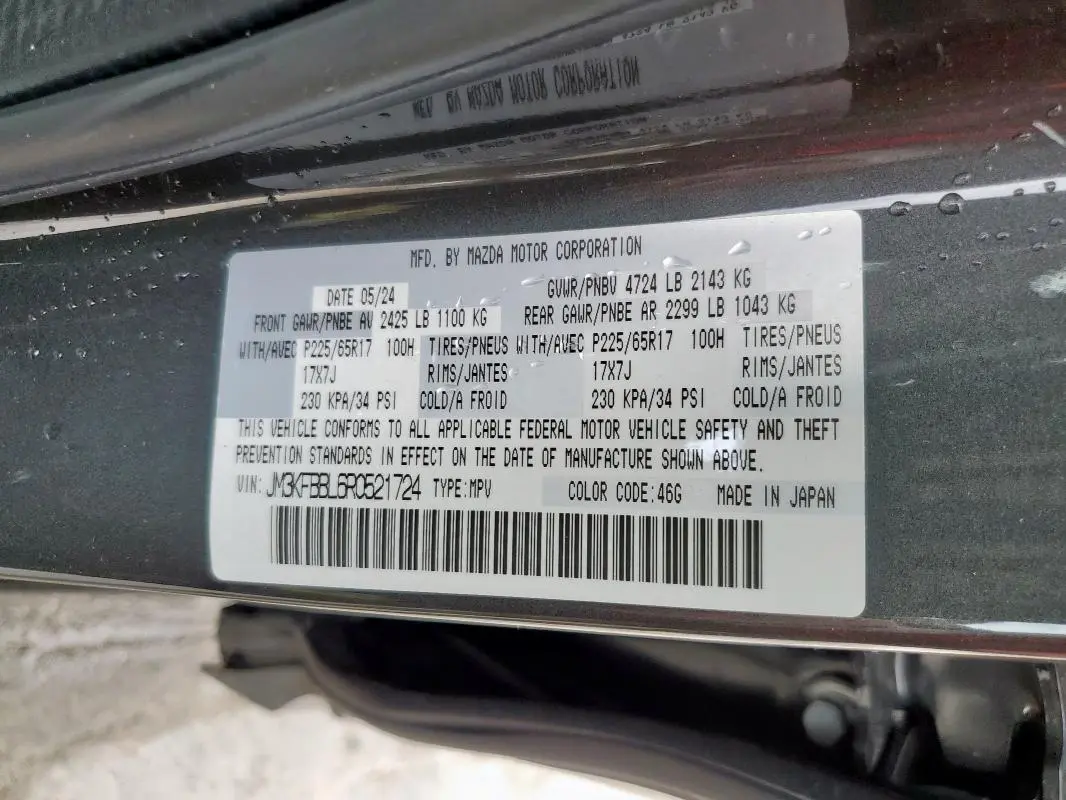 MFD. BY MAZDA MOTOR CORPORATION
DATE 05/24 GVWR/PNBV 4724 LB 2143 KG
FRONT GAWR/PNBE AV 2425 LB 1100 KG REAR GAWR/PNBE AR 2299 LB 1043 KG
WITH/AVEC P225/65R17 100H TIRES/PNEUS WITH/AVEC P225/65R17 100H TIRES/PNEUS
17X7J RIMS/JANTES 17X7J RIMS/JANTES
230 KPA/34 PSI COLD/A FROID 230 KPA/34 PSI COLD/A FROID
THIS VEHICLE CONFORMS TO ALL APPLICABLE FEDERAL MOTOR VEHICLE SAFETY AND THEFT
PREVENTION STANDARDS IN EFFECT ON THE DATE OF MANUFACTURE SHOWN ABOVE.
VIN: JM3KFBBL6R0521724 TYPE:MPV COLOR CODE:46G MADE IN JAPAN